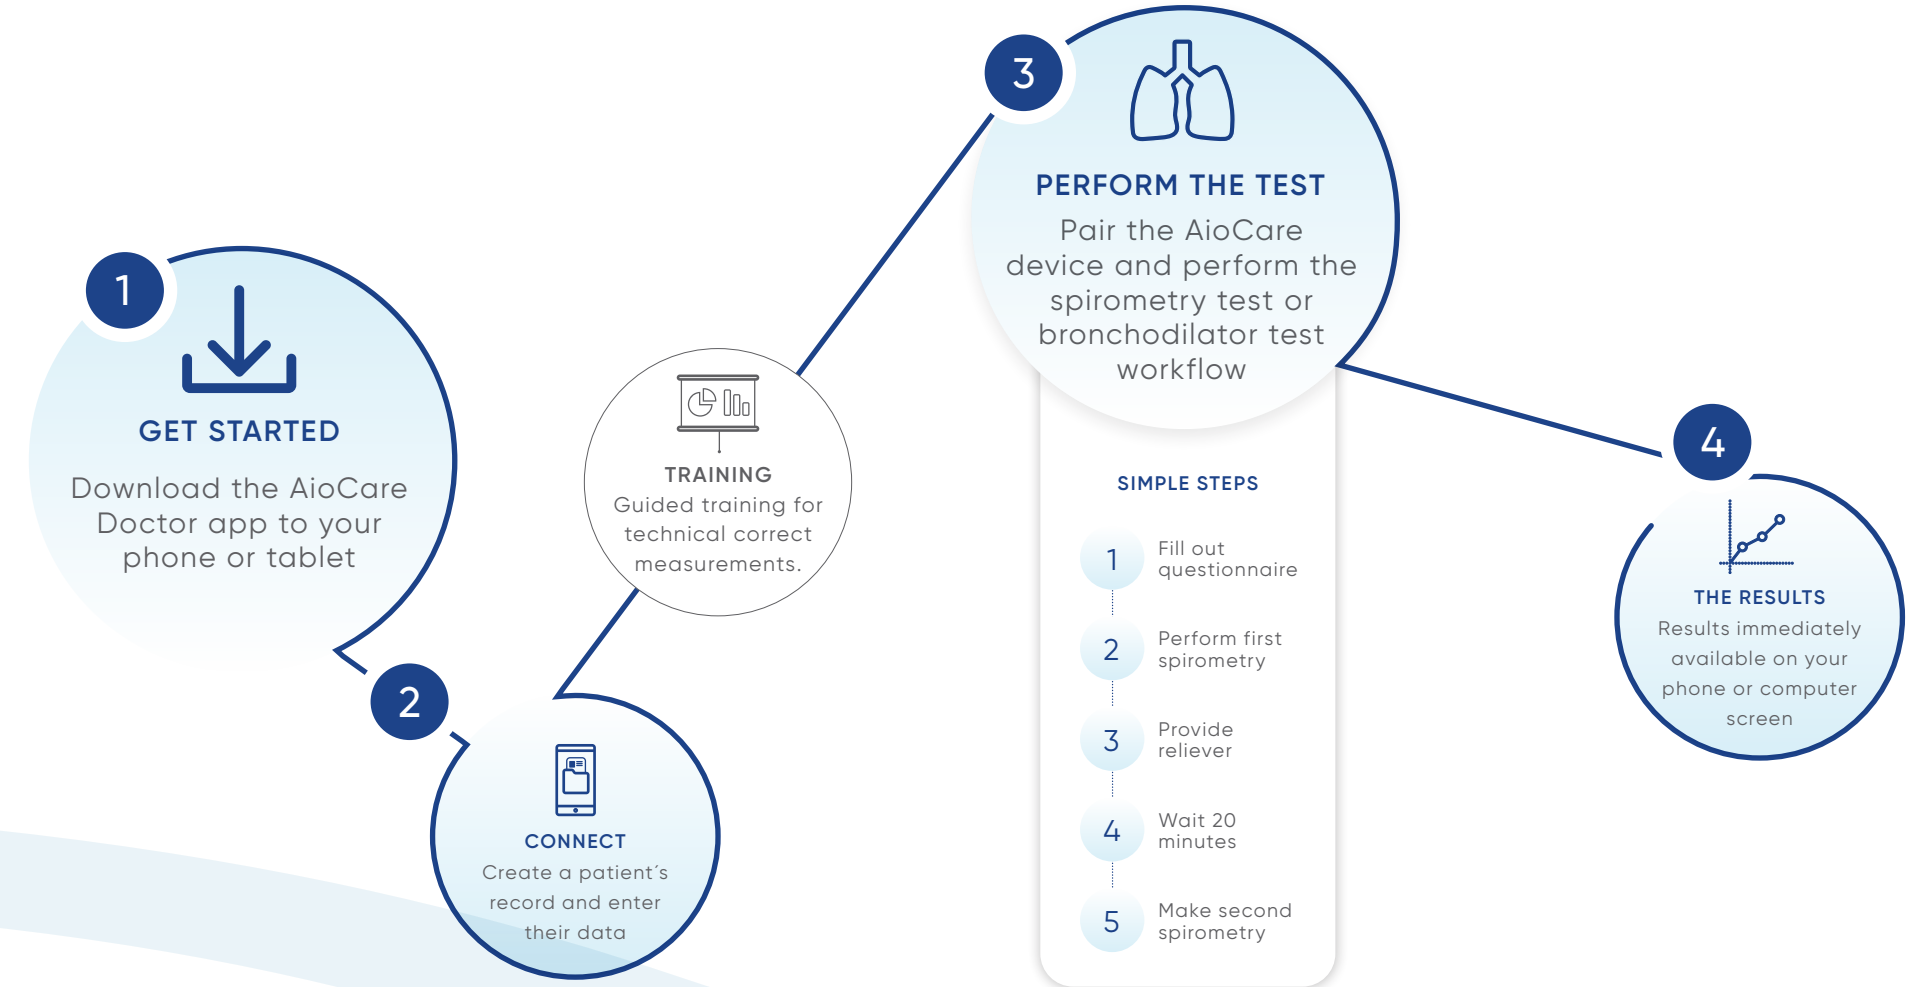 1
GET STARTED
Download the AioCare
Doctor app to your
phone or tablet
2
CONNECT
Create a patient´s
record and enter
their data
TRAINING
Guided training for
technical correct
measurements.
3
PERFORM THE TEST
Pair the AioCare
device and perform the
spirometry test or
bronchodilator test
workflow
SIMPLE STEPS
1
Fill out
questionnaire
2
Perform first
spirometry
3
Provide
reliever
4
Wait 20
minutes
5
Make second
spirometry
4
THE RESULTS
Results immediately
available on your
phone or computer
screen